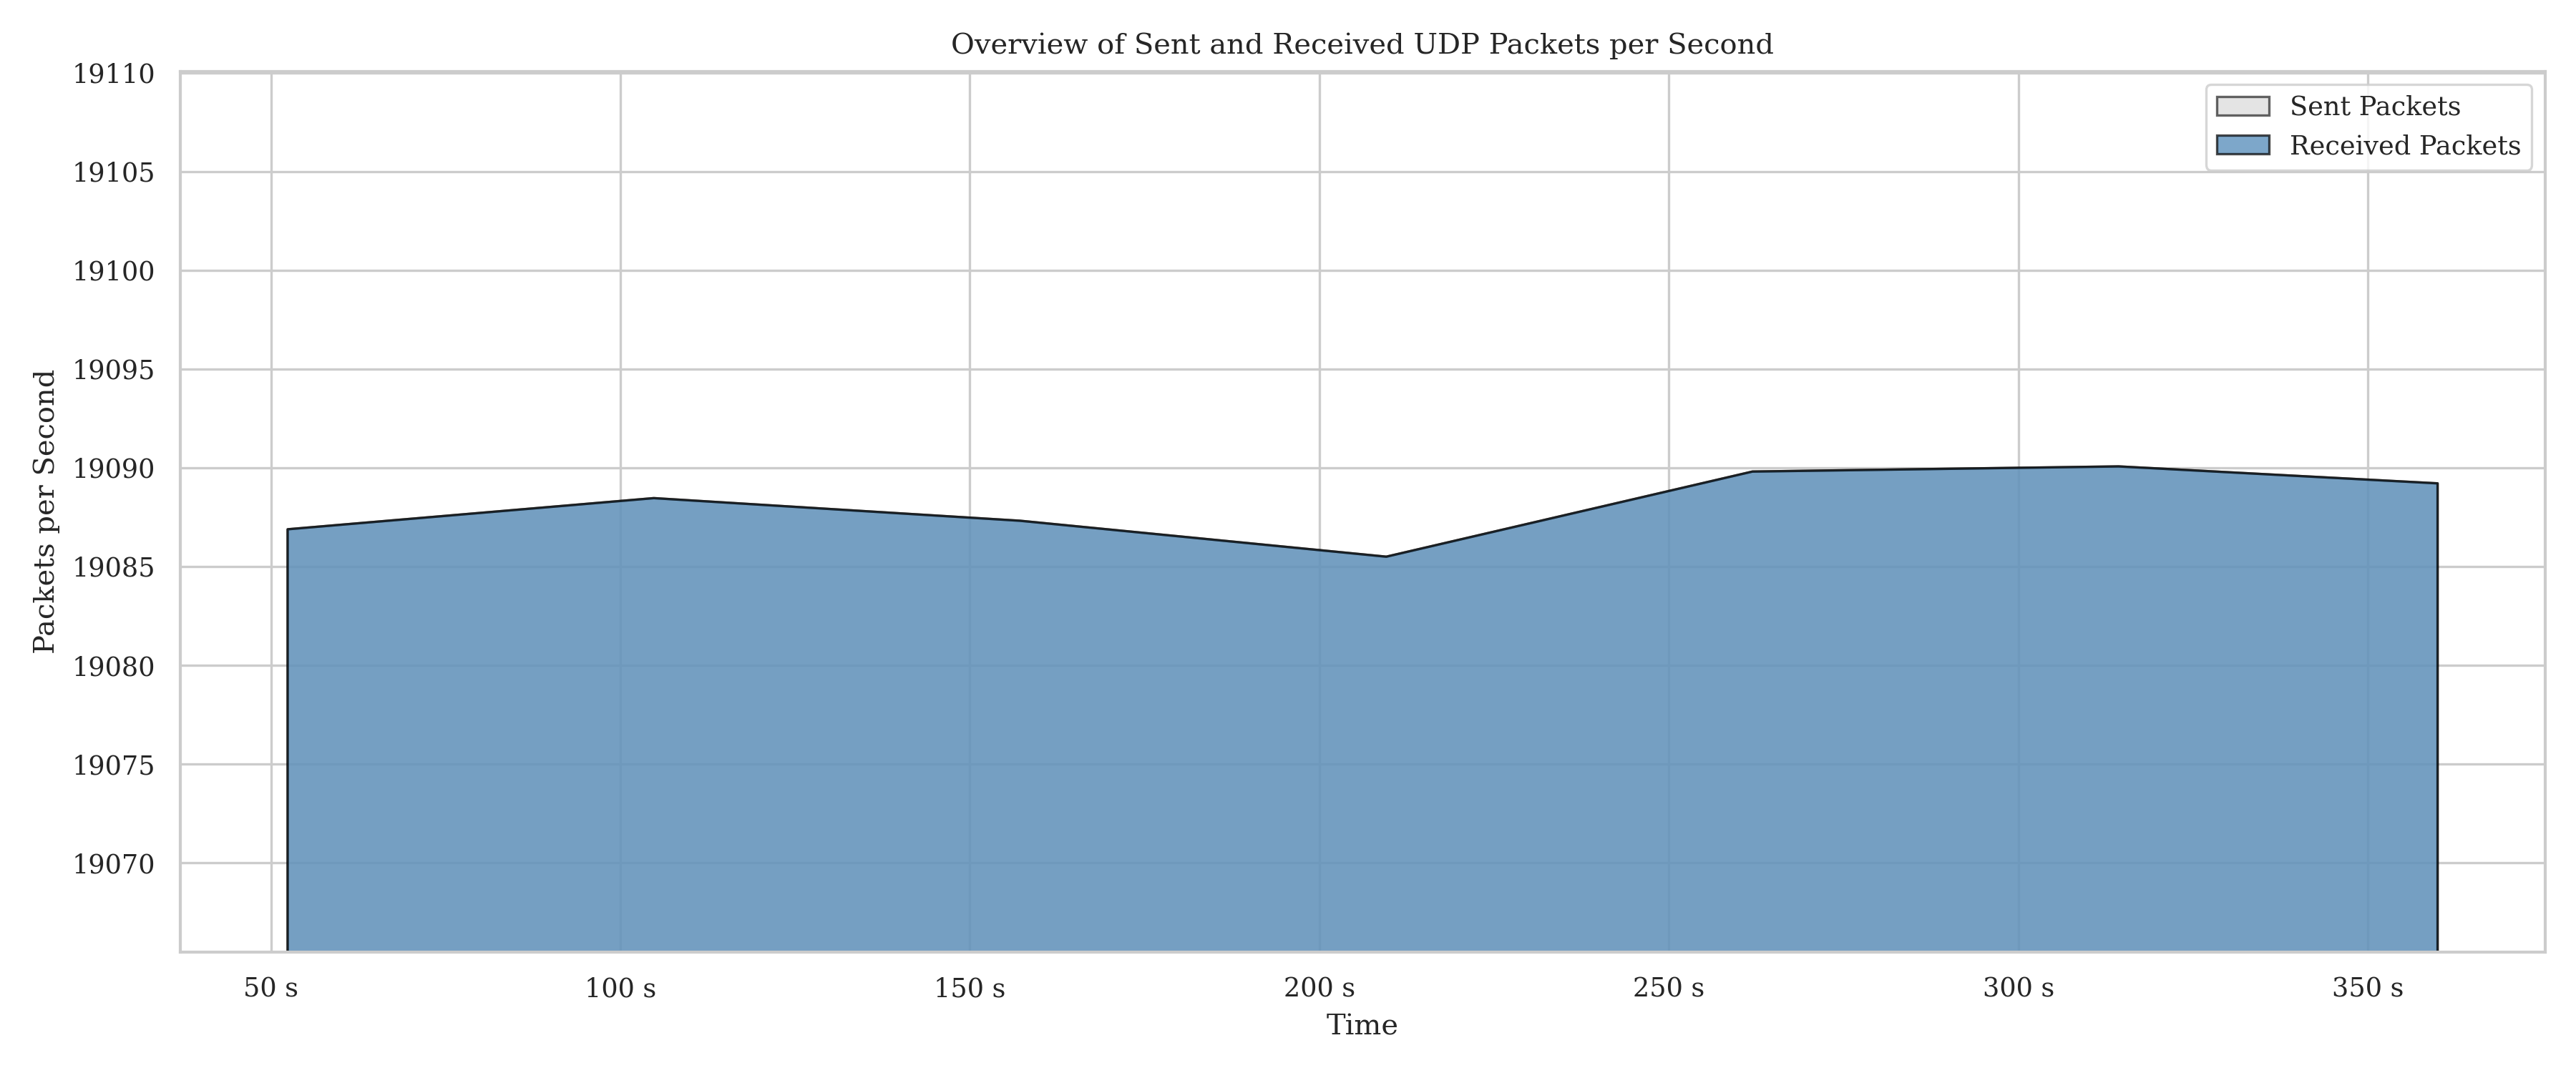 Overview of Sent and Received UDP Packets per Second
19110
19105
19100
19095
19090
19085
19080
19075
19070
Packets per Second
Sent Packets
Received Packets
50 s
100 s
150 s
200 s
250 s
300 s
350 s
Time